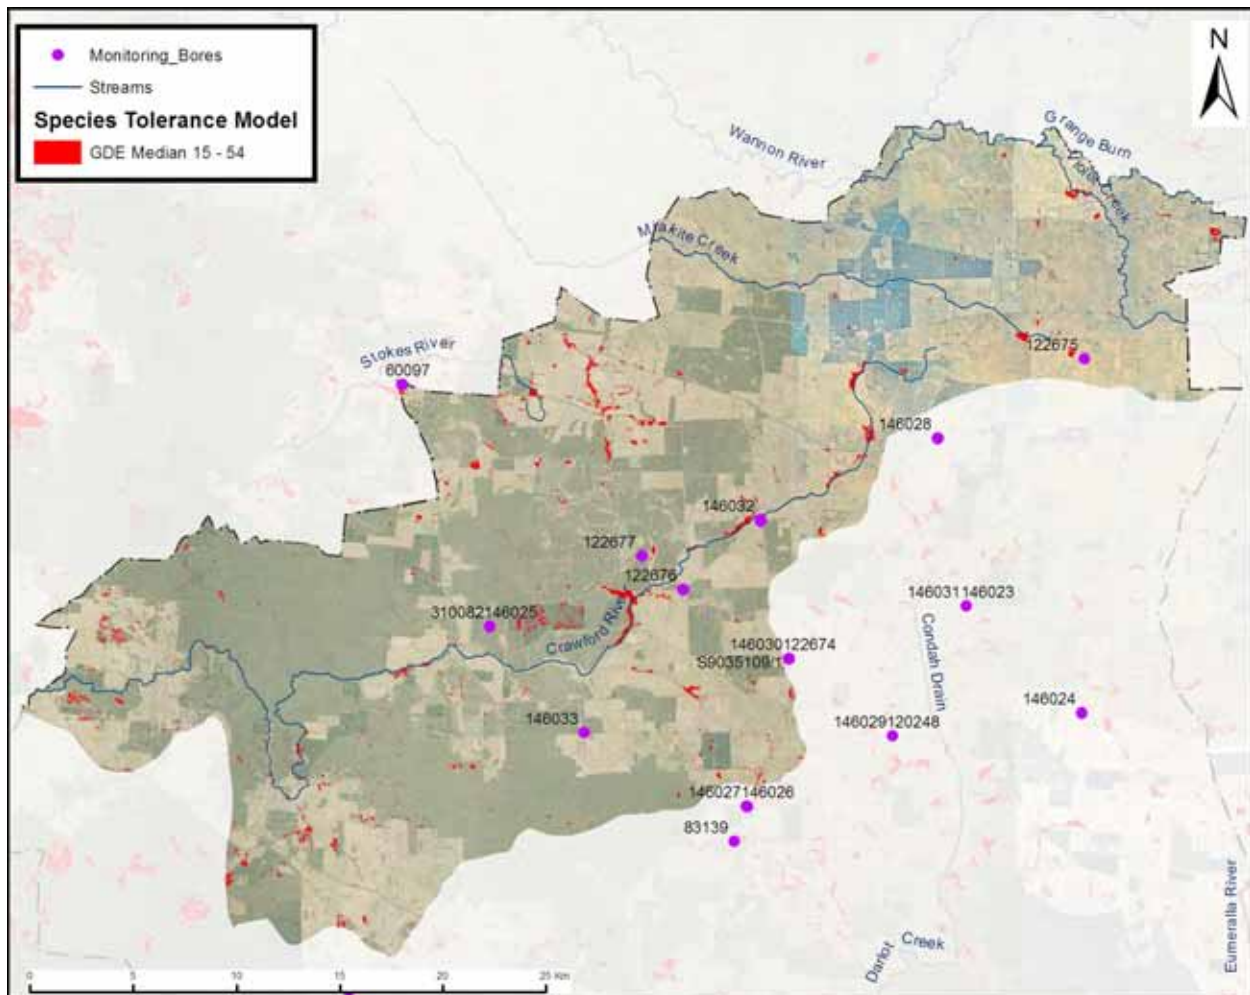 Monitoring_Bores
Streams
Species Tolerance Model
GDE Median 15 - 54
N
Grange Burn
Wannon River
Creek
Miakite Creek
Stokes River
60097
122675
146028
146032
122677
122676
146031146023
310082146025
Crawford River
146030122674
S9035109/1
Condah Drain
146024
146033
146029120248
146027146026
83139
Eumeralla River
Darlot Creek
0 5 10 15 20 25 Km